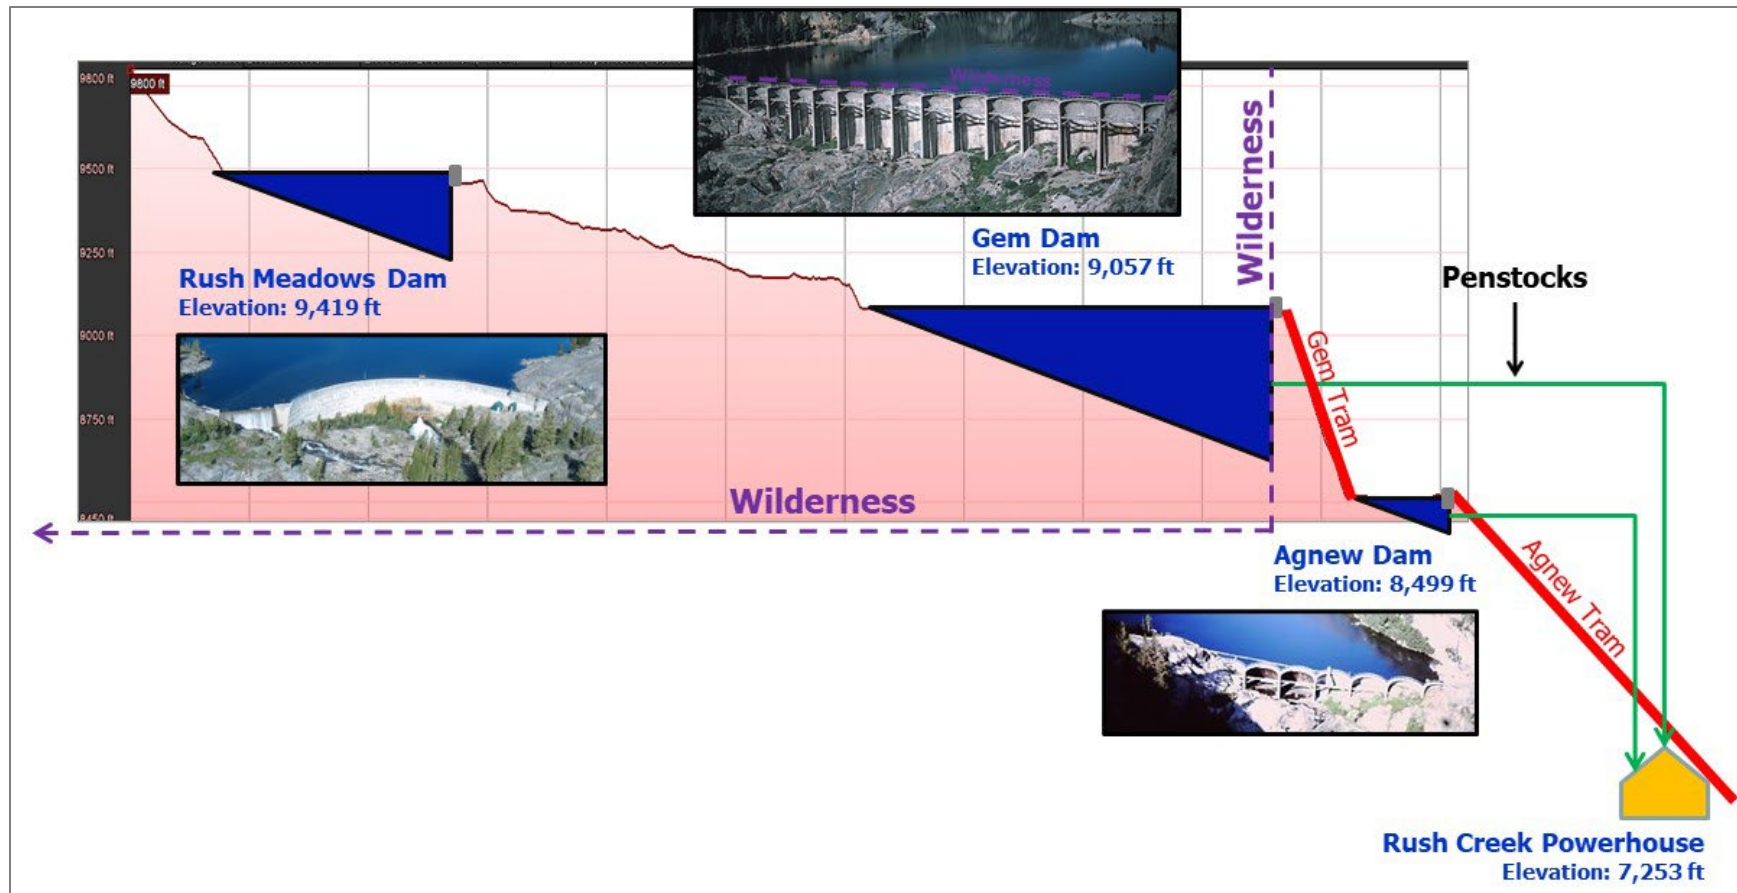 9800 ft
9800 ft
9500 ft
9250 ft
9000 ft
8750 ft
8450 ft
Wilderness
Wilderness
Gem Dam
Elevation: 9,057 ft
Rush Meadows Dam
Elevation: 9,419 ft
Penstocks
Gem Tram
Wilderness
Agnew Dam
Elevation: 8,499 ft
Agnew Tram
Rush Creek Powerhouse
Elevation: 7,253 ft